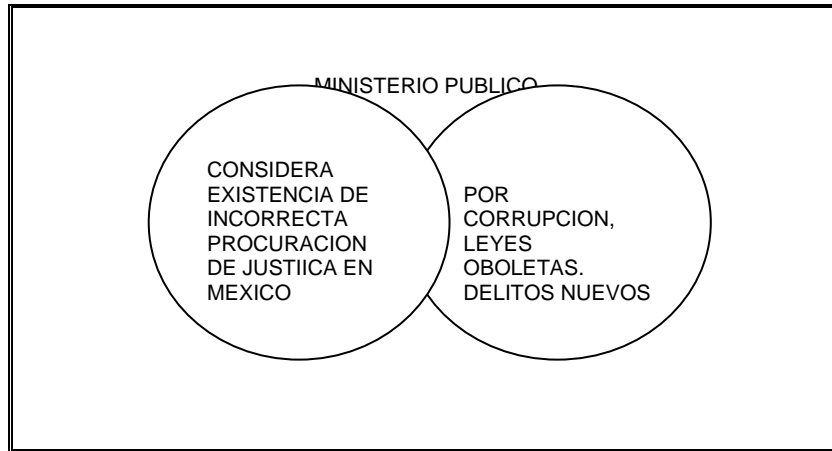 MINISTERIO PUBLICO
CONSIDERA
EXISTENCIA DE
INCORRECTA
PROCURACION
DE JUSTIICA EN
MEXICO
POR
CORRUPCION,
LEYES
OBOLETAS.
DELITOS NUEVOS